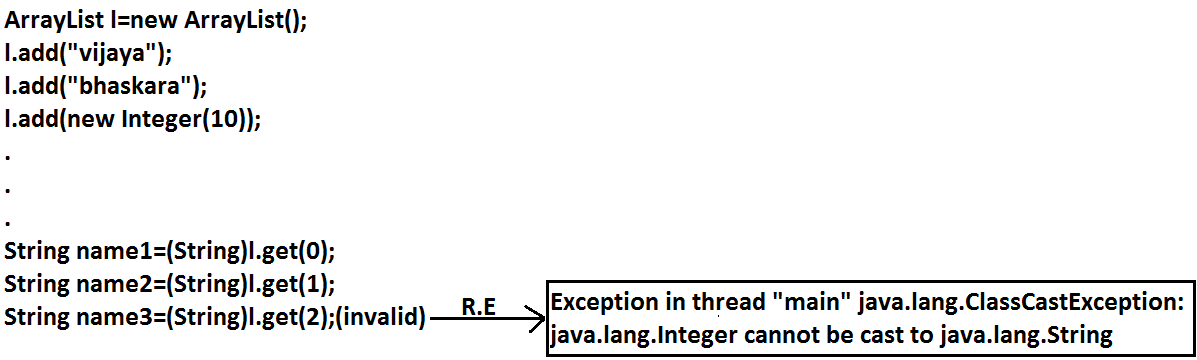 ArrayList l=new ArrayList();
l.add("vijaya");
l.add("bhaskara");
l.add(new Integer(10));
.
.
.
String name1=(String)l.get(0);
String name2=(String)l.get(1);
String name3=(String)l.get(2);(invalid)
R.E
Exception in thread "main" java.lang.ClassCastException:
java.lang.Integer cannot be cast to java.lang.String